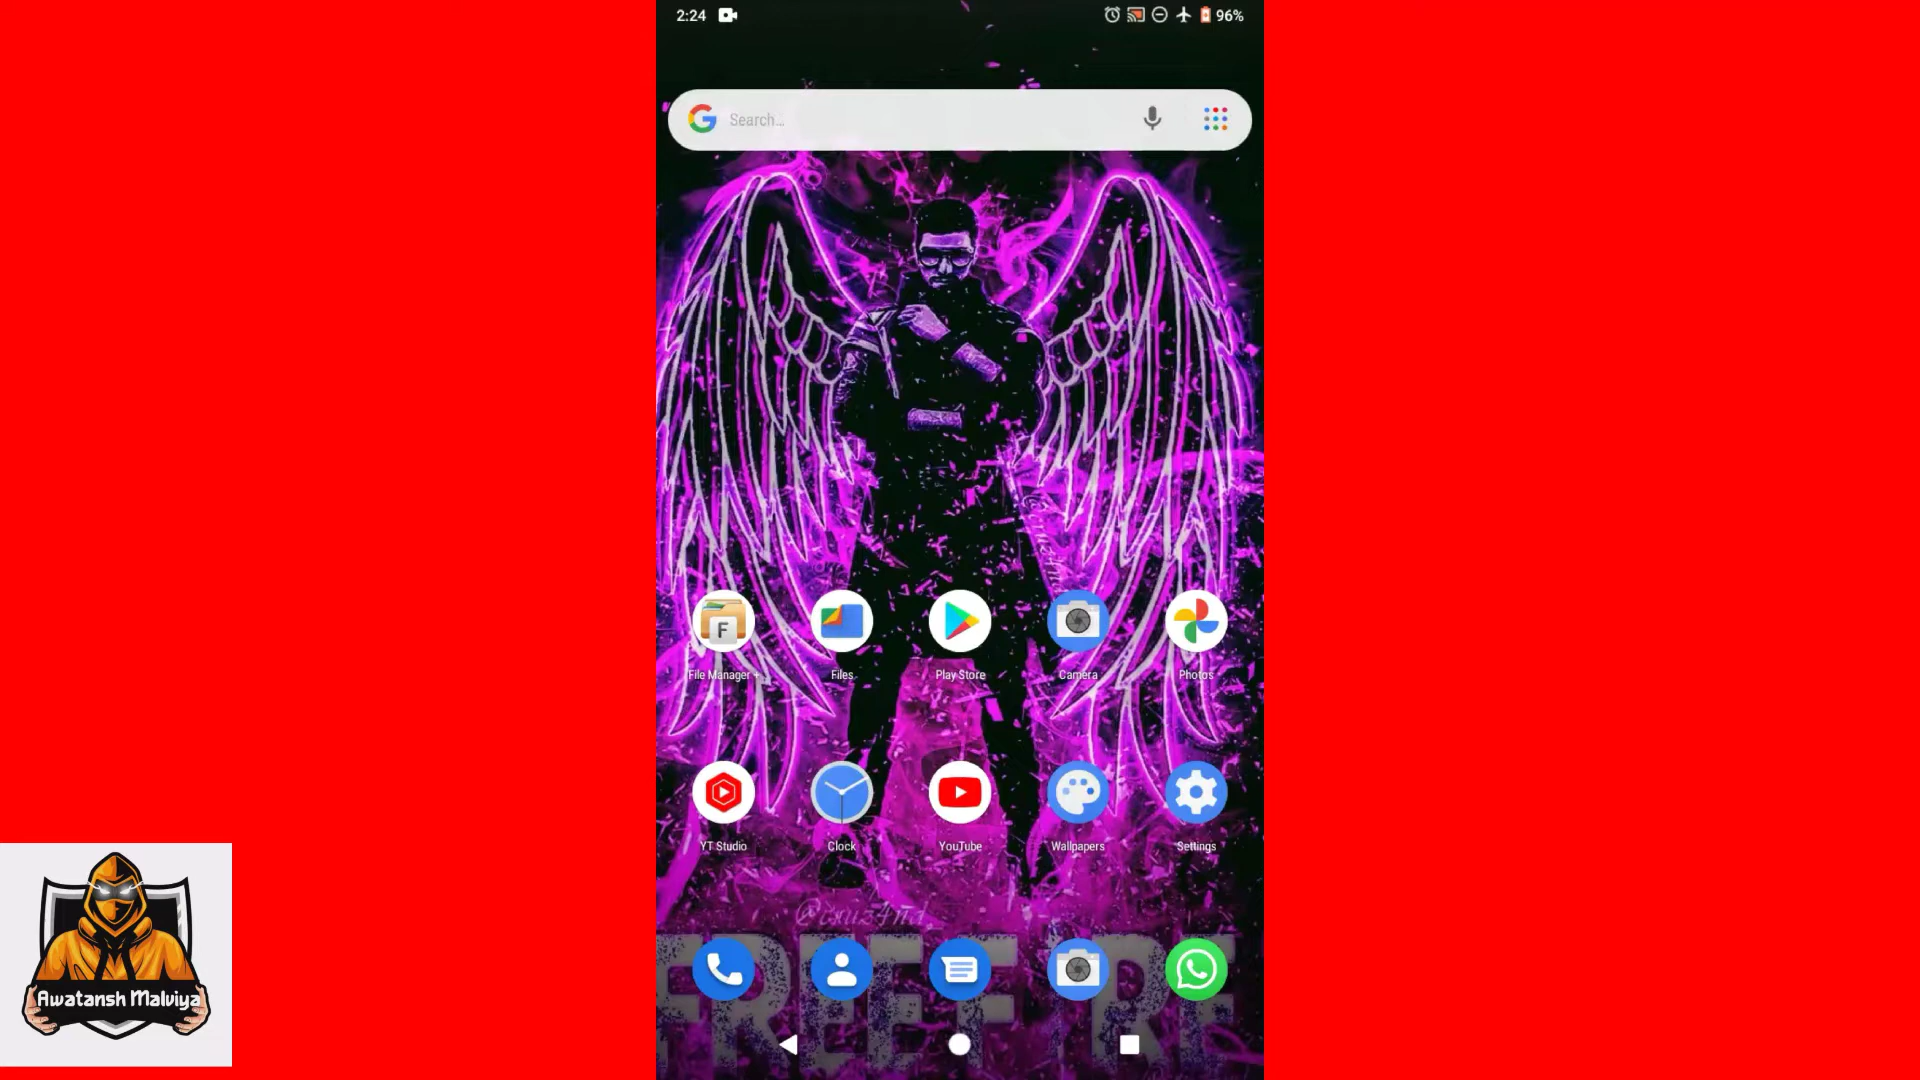 2:24
96%
Search...
File Manager +
Files
Play Store
Camera
Photos
YT Studio
Clock
YouTube
Wallpapers
Settings
@cruz4nd
FREE FIRE
Awatansh Malviya